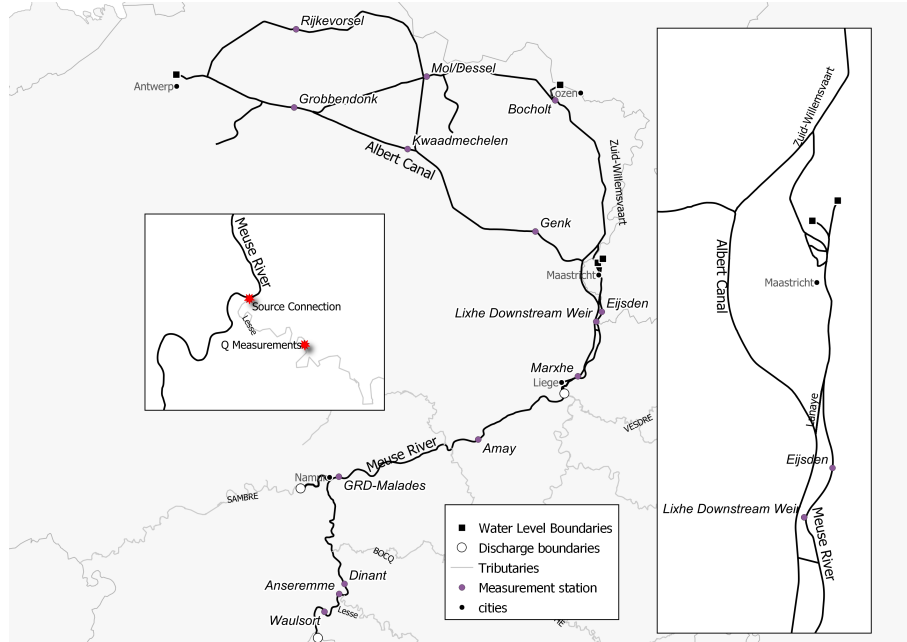 Rijkevorsel
Mol/Dessel
Antwerp
Grobbendonk
ozen
Bocholt
Kwaadmechelen
Albert Canal
Zuid-Willemsvaart
Genk
Maastricht
Eijsden
Lixhe Downstream Weir
Marxhe
Liege
VESDRE
Amay
Meuse River
Namur
GRD-Malades
SAMBRE
BOCQ
Dinant
Anseremme
Lesse
Waulsort
Meuse River
Source Connection
Lesse
Q Measurements
Water Level Boundaries
Discharge boundaries
Tributaries
Measurement station
cities
Zuid-Willemsvaart
Albert Canal
Maastricht
Lanaye
Eijsden
Lixhe Downstream Weir
Meuse River